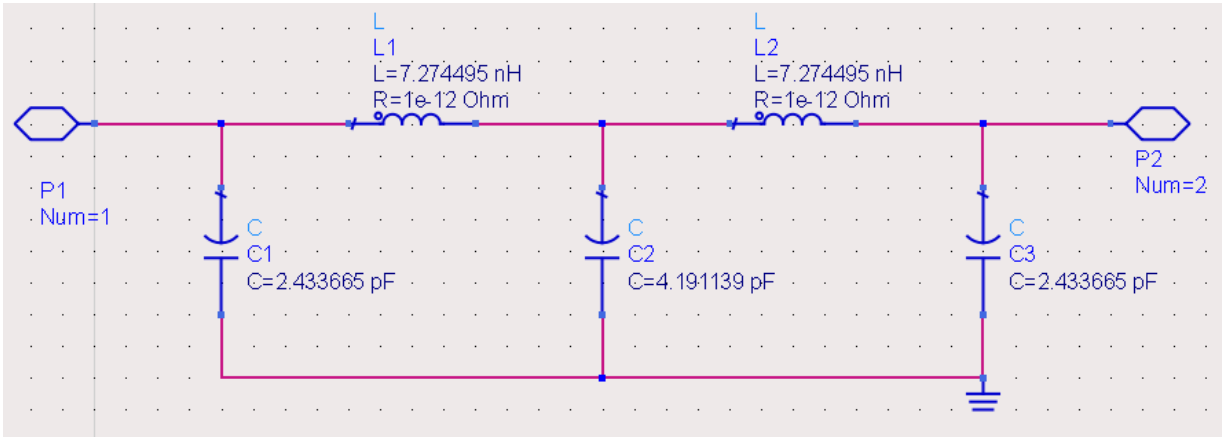 L
L1
L=7.274495 nH
R=1e-12 Ohm
L
L2
L=7.274495 nH
R=1e-12 Ohm
P1
Num=1
P2
Num=2
C
C1
C=2.433665 pF
C
C2
C=4.191139 pF
C
C3
C=2.433665 pF